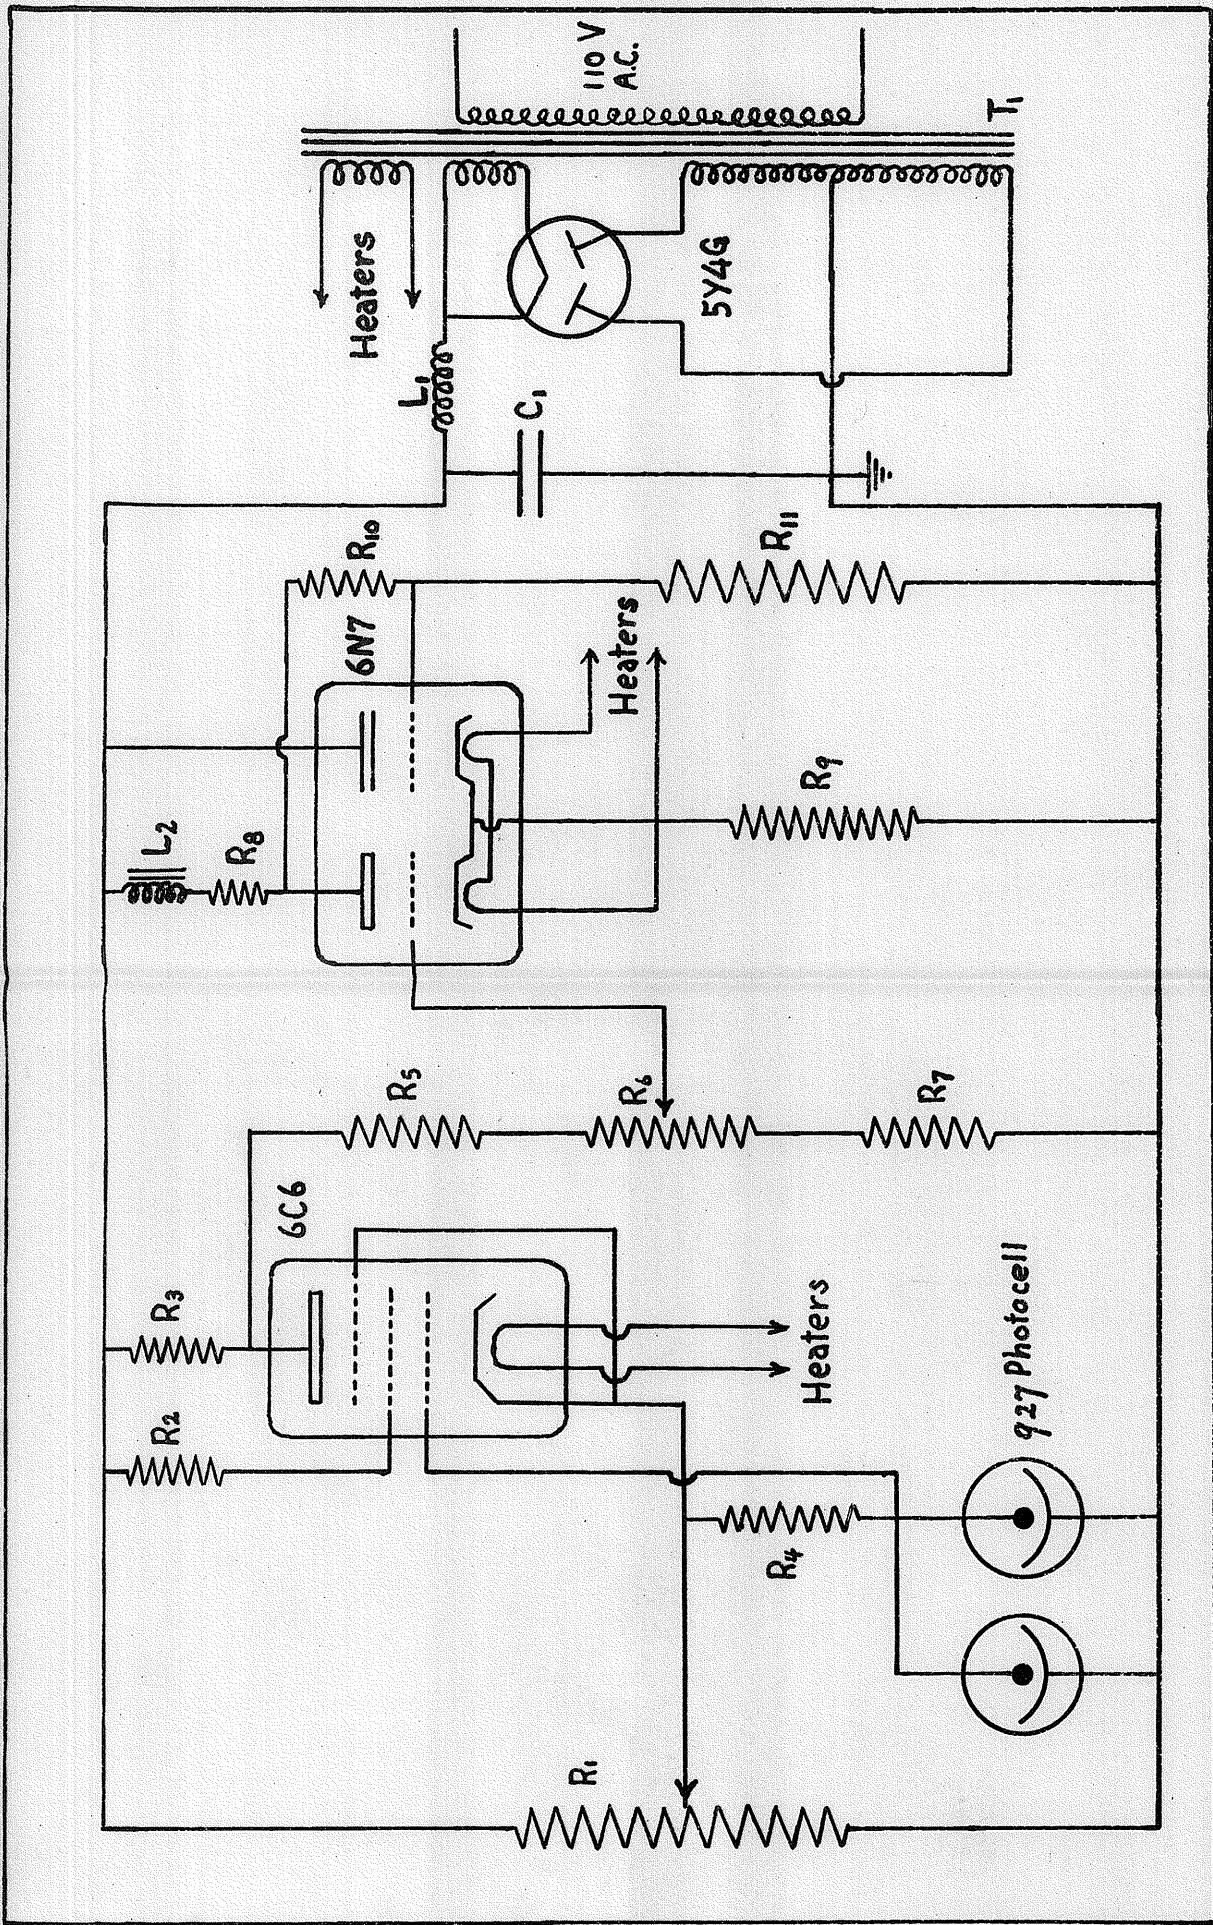 110 V
A.C.
T₁
Heaters
5Y4G
L₁
C₁
R₁₀
R₁₁
6N7
Heaters
R₉
L₂
R₈
R₅
R₆
R₇
6C6
R₃
R₂
Heaters
927 Photocell
R₄
R₁